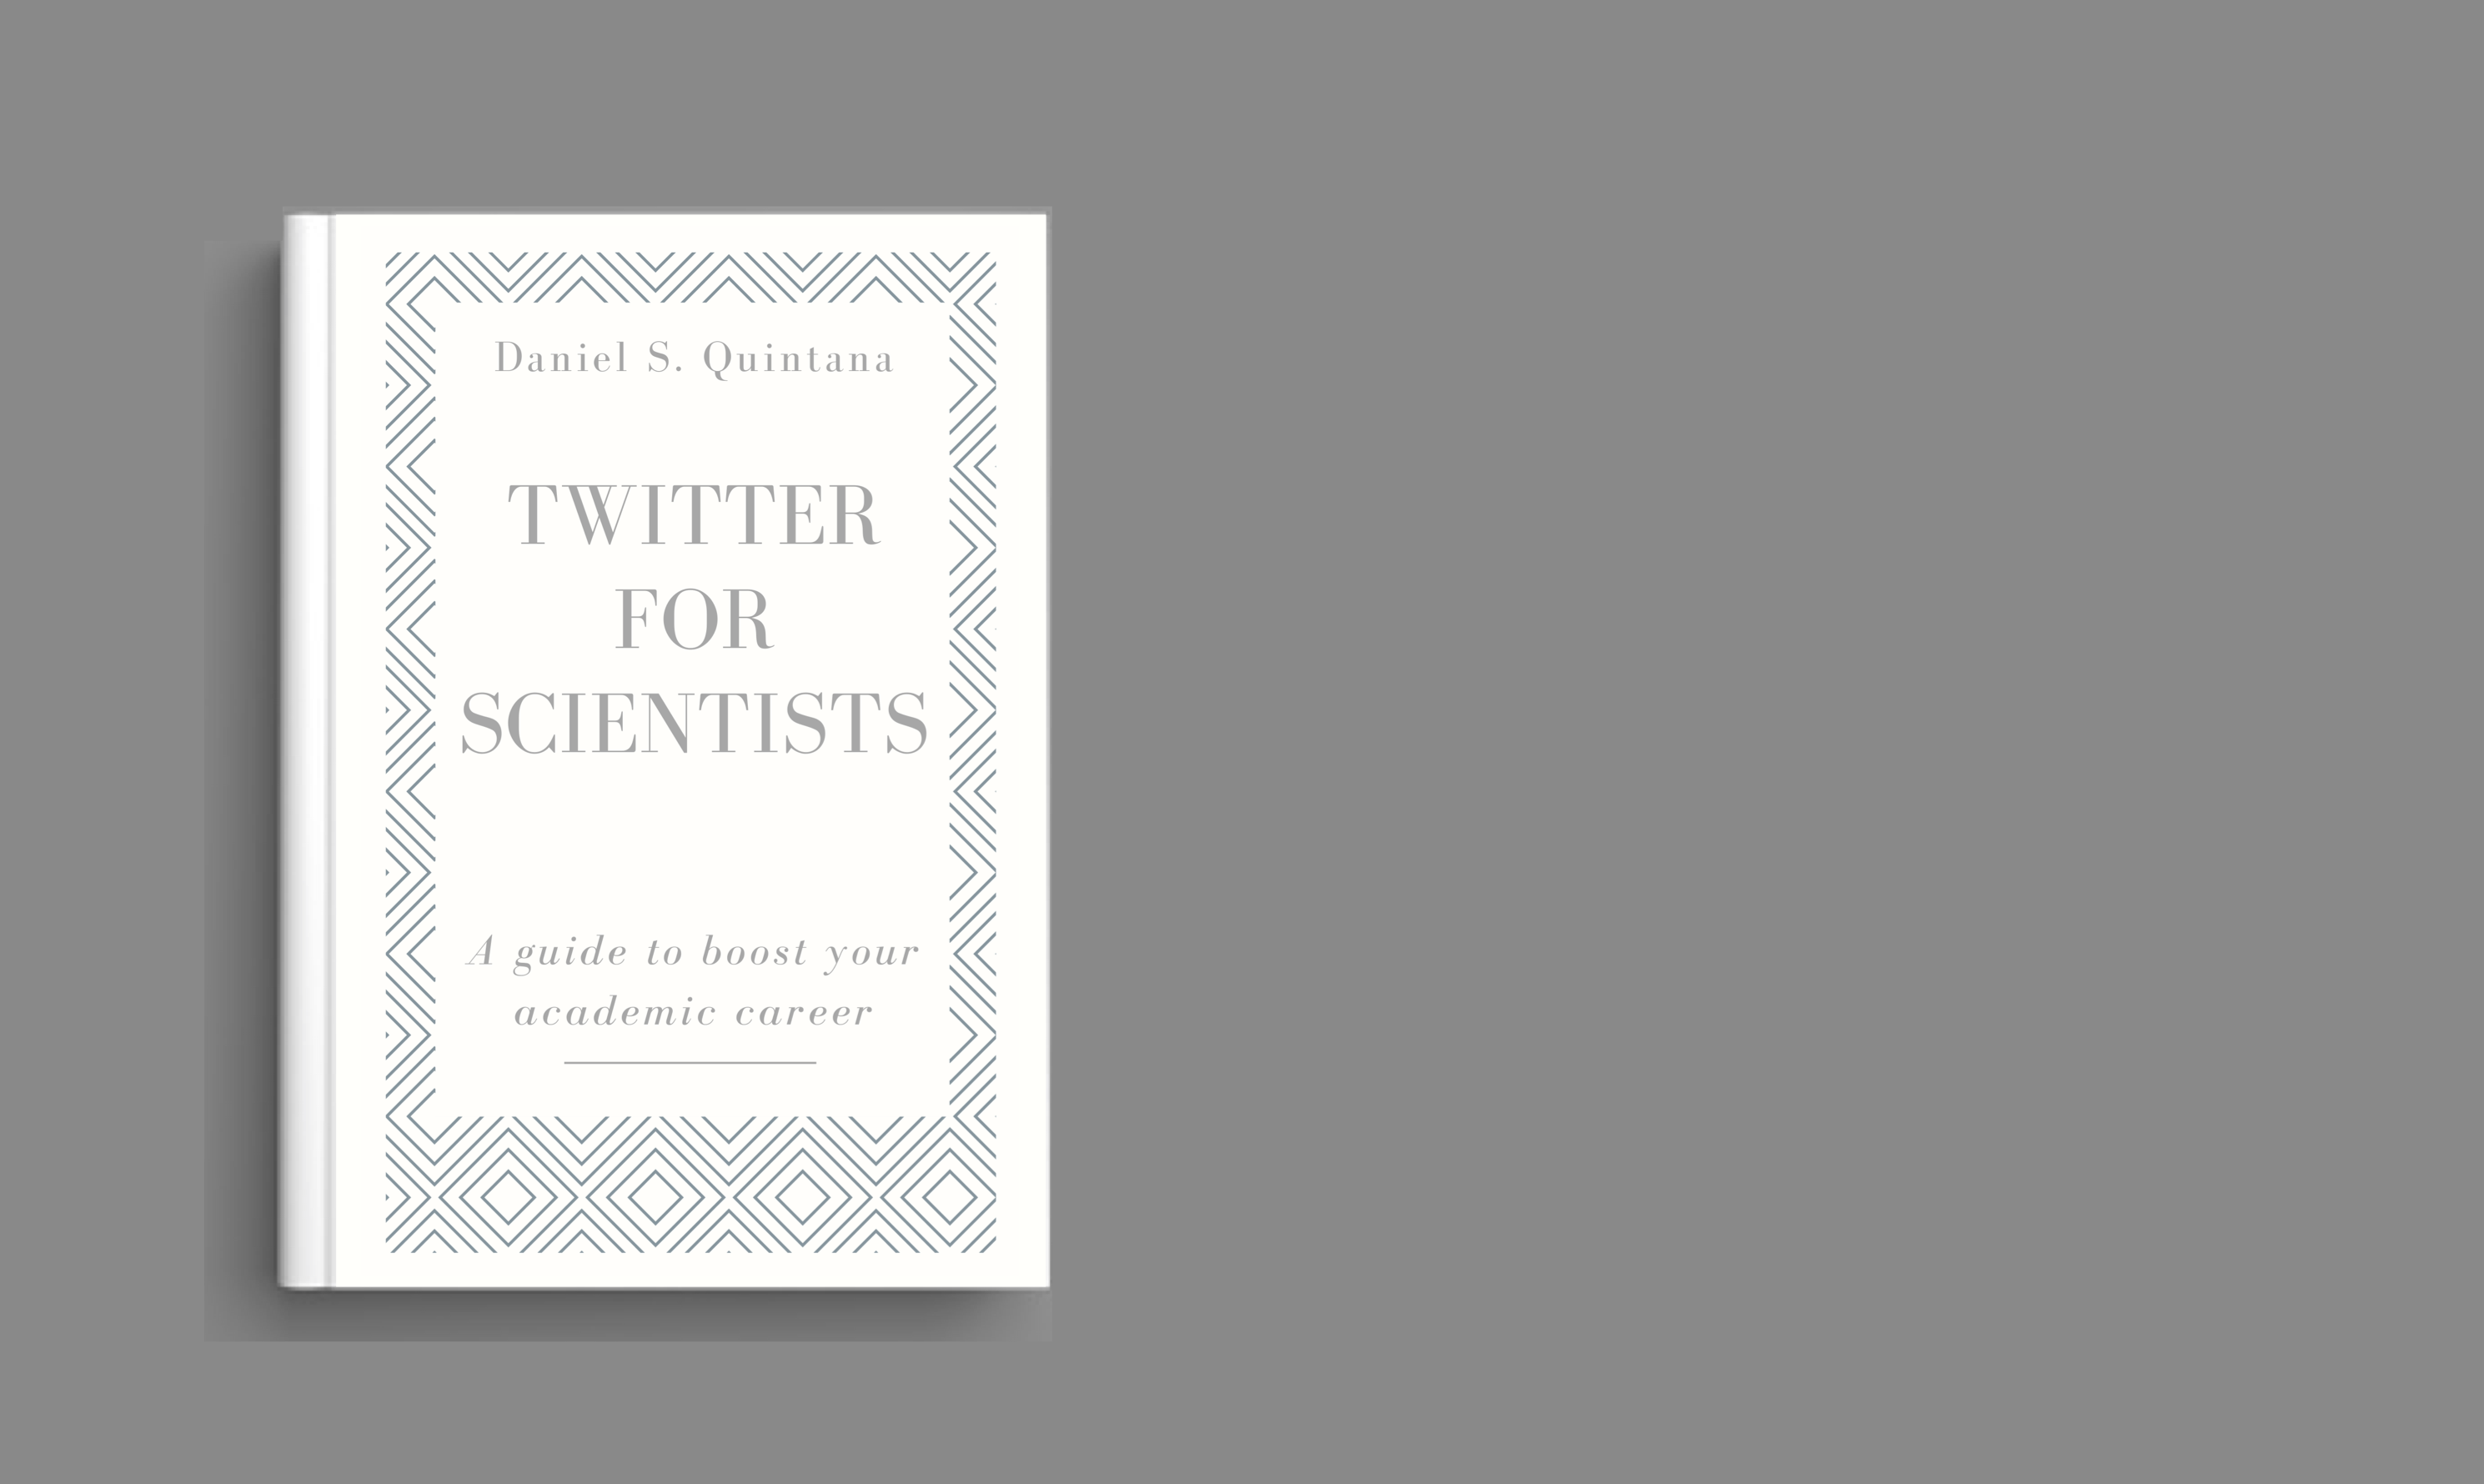 Daniel S. Quintana
TWITTER
FOR
SCIENTISTS
A guide to boost your
academic career